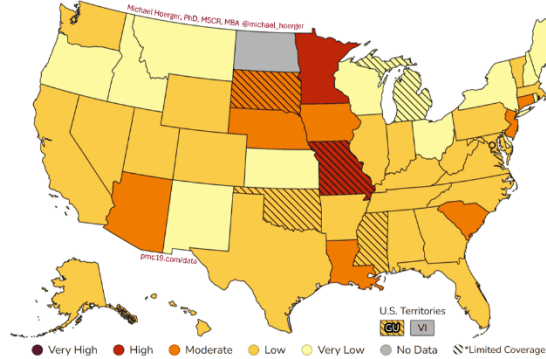 Michael Hoerger, PhD, MSCR, MBA @michael_hoerger
pmc19.com/data
U.S. Territories
GU VI
Very High High Moderate Low Very Low No Data *Limited Coverage